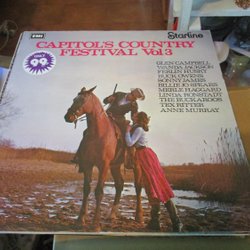 EMI
Starline
CAPITOL'S COUNTRY
FESTIVAL Vol 3
GLEN CAMPBELL
WANDA JACKSON
FERLIN HUSKY
BUCK OWENS
SONNY JAMES
BILLIE JO SPEARS
MERLE HAGGARD
LINDA RONSTADT
THE BUCKAROOS
TEX RITTER
ANNE MURRAY